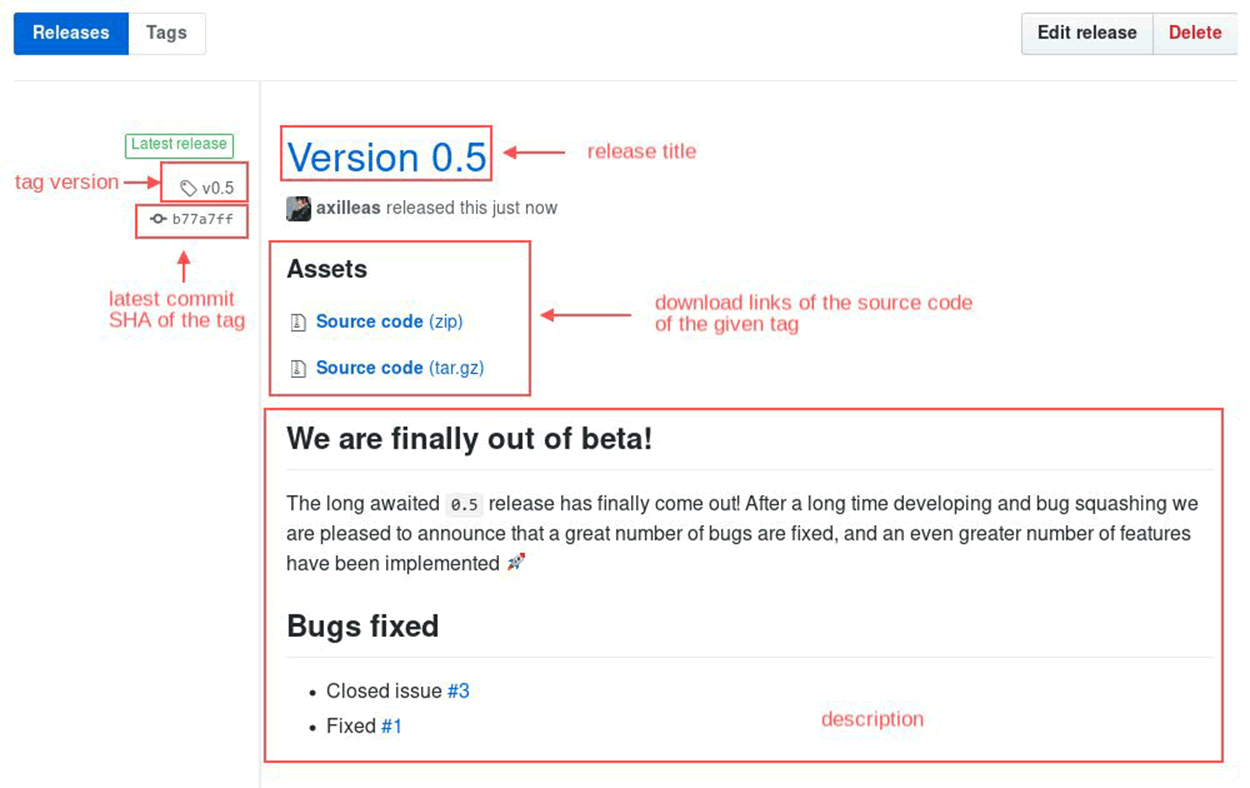 Releases Tags Edit release Delete
Latest release
Version 0.5
release title
tag version
v0.5
b77a7ff
axilleas released this just now
latest commit
SHA of the tag
Assets
Source code (zip)
Source code (tar.gz)
download links of the source code
of the given tag
We are finally out of beta!
The long awaited 0.5 release has finally come out! After a long time developing and bug squashing we
are pleased to announce that a great number of bugs are fixed, and an even greater number of features
have been implemented 🚀
Bugs fixed
• Closed issue #3
• Fixed #1
description